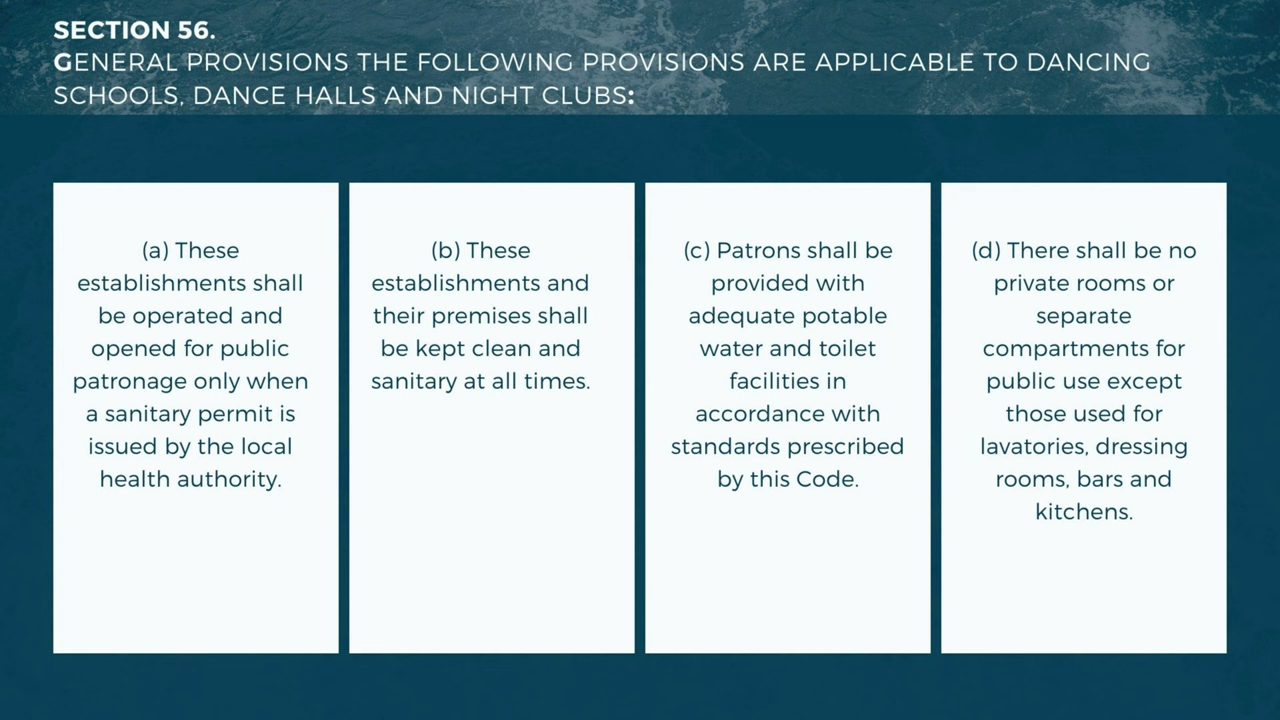 SECTION 56.
GENERAL PROVISIONS THE FOLLOWING PROVISIONS ARE APPLICABLE TO DANCING
SCHOOLS, DANCE HALLS AND NIGHT CLUBS:
(a) These
establishments shall
be operated and
opened for public
patronage only when
a sanitary permit is
issued by the local
health authority.
(b) These
establishments and
their premises shall
be kept clean and
sanitary at all times.
(c) Patrons shall be
provided with
adequate potable
water and toilet
facilities in
accordance with
standards prescribed
by this Code.
(d) There shall be no
private rooms or
separate
compartments for
public use except
those used for
lavatories, dressing
rooms, bars and
kitchens.